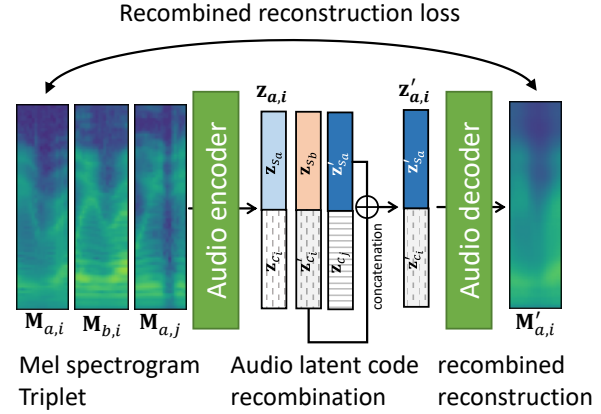 Recombined reconstruction loss
z_{a,i}
z'_{a,i}
Audio encoder
z_{s_a}
z_{s_b}
z'_{s_a}
z_{c_i}
z'_{c_i}
z_{c_j}
concatenation
z'_{s_a}
z'_{c_i}
Audio decoder
M_{a,i}
M_{b,i}
M_{a,j}
M'_{a,i}
Mel spectrogram
Triplet
Audio latent code
recombination
recombined
reconstruction